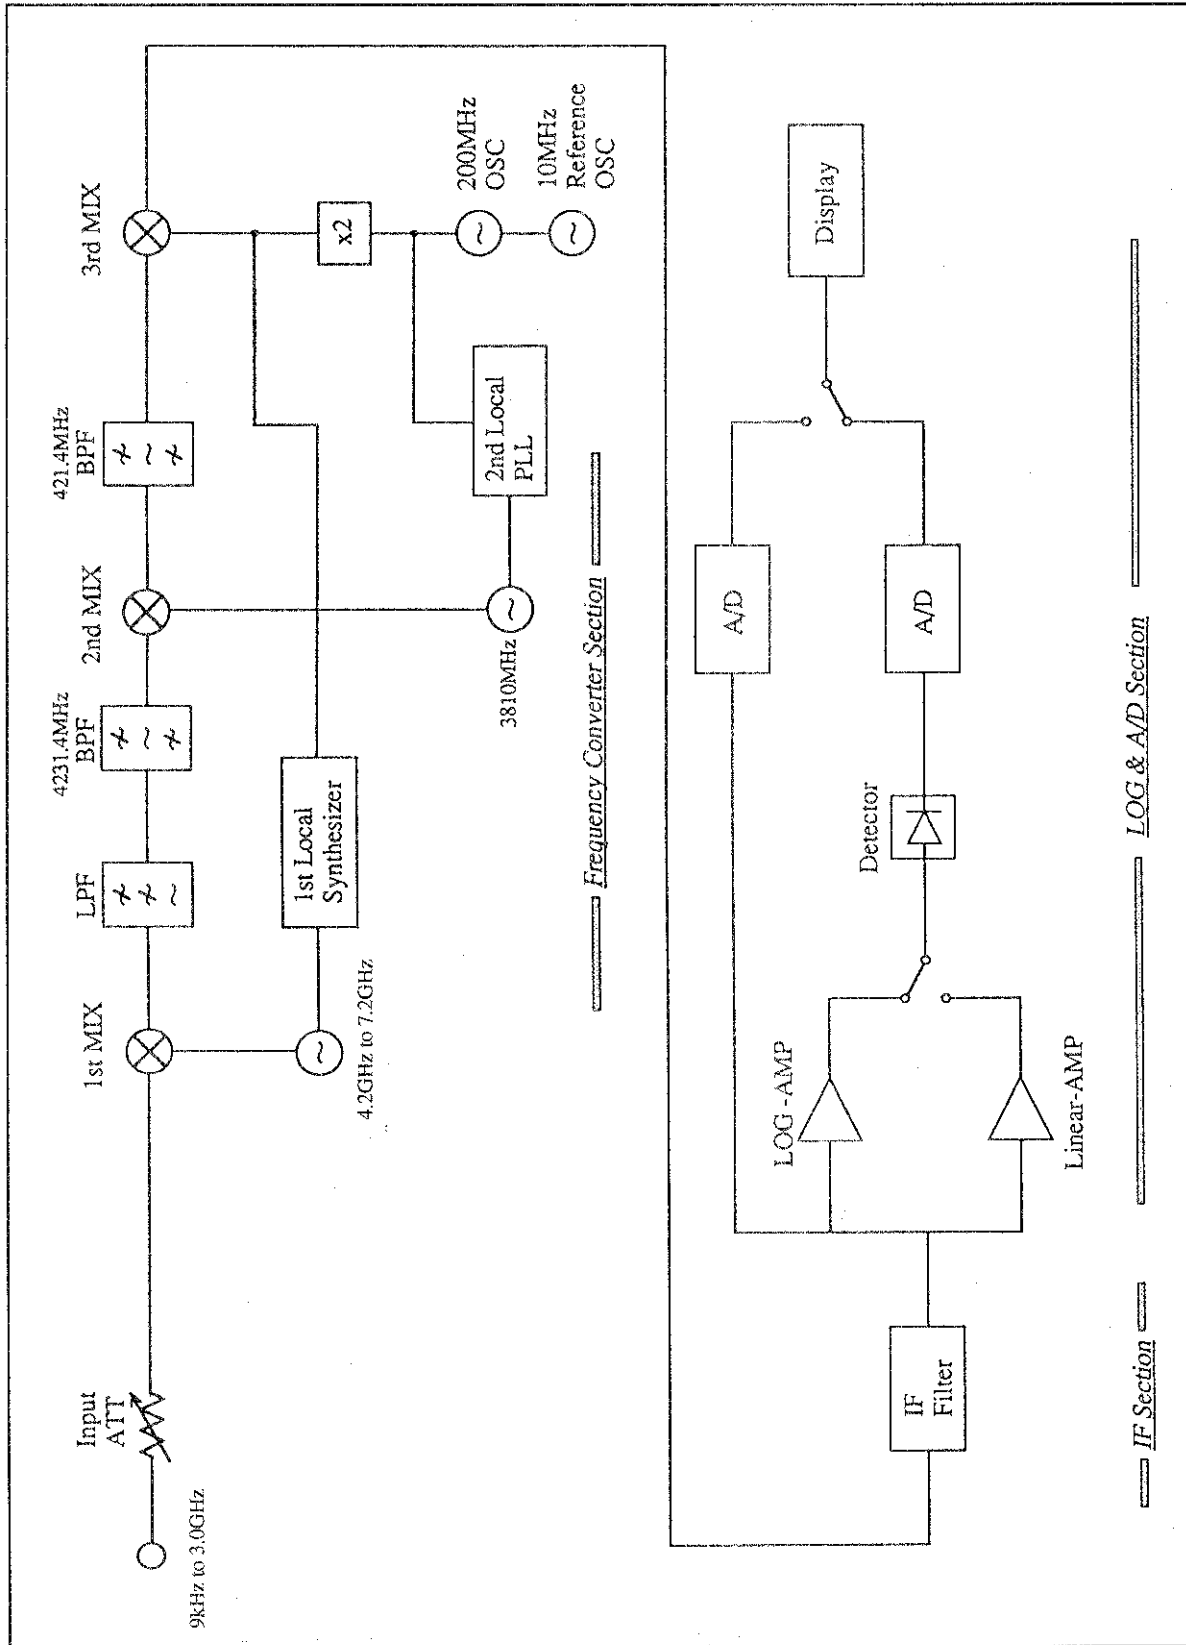 Input
ATT
9kHz to 3.0GHz
1st MIX
LPF
4231.4MHz
BPF
2nd MIX
421.4MHz
BPF
3rd MIX
4.2GHz to 7.2GHz
1st Local
Synthesizer
3810MHz
2nd Local
PLL
x2
200MHz
OSC
10MHz
Reference
OSC
Frequency Converter Section
IF
Filter
LOG-AMP
Linear-AMP
Detector
A/D
A/D
Display
IF Section
LOG & A/D Section